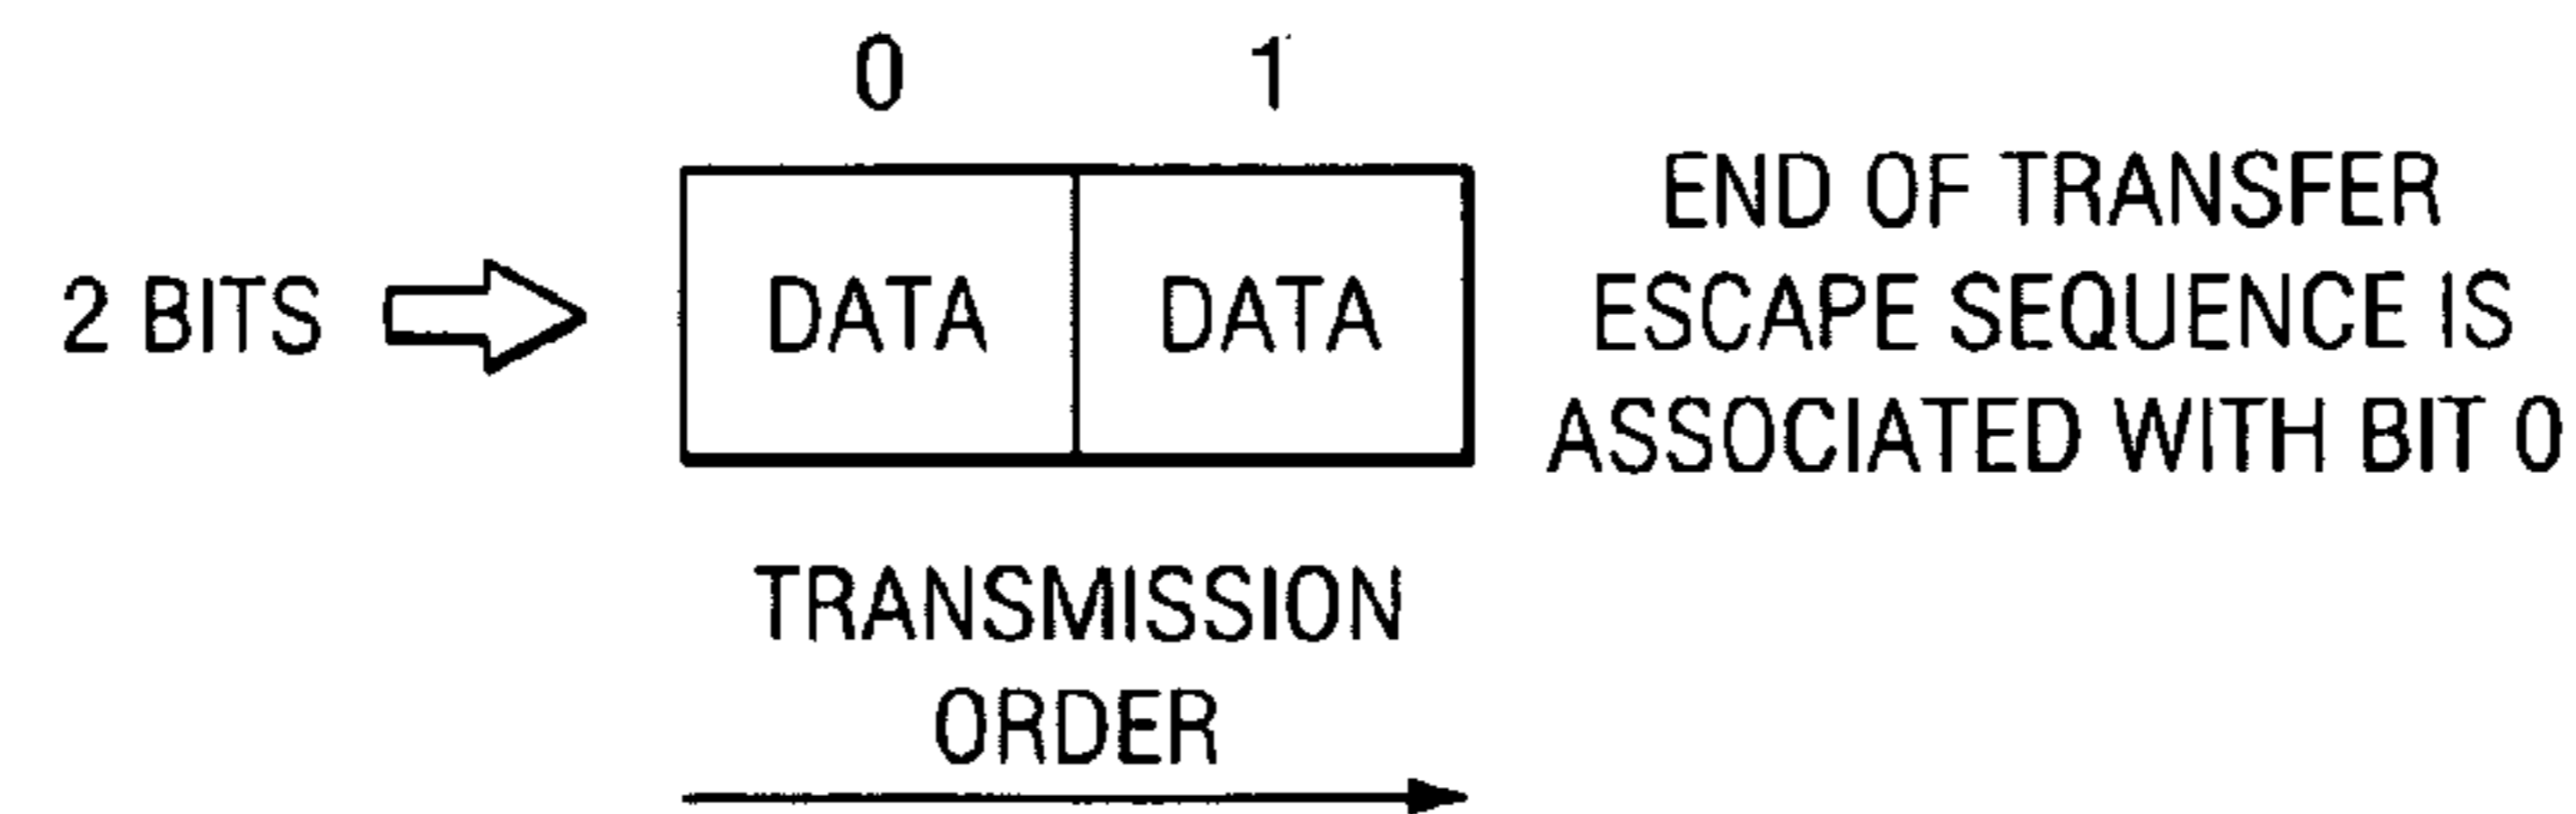 0 1
2 BITS DATA DATA
END OF TRANSFER
ESCAPE SEQUENCE IS
ASSOCIATED WITH BIT 0
TRANSMISSION
ORDER